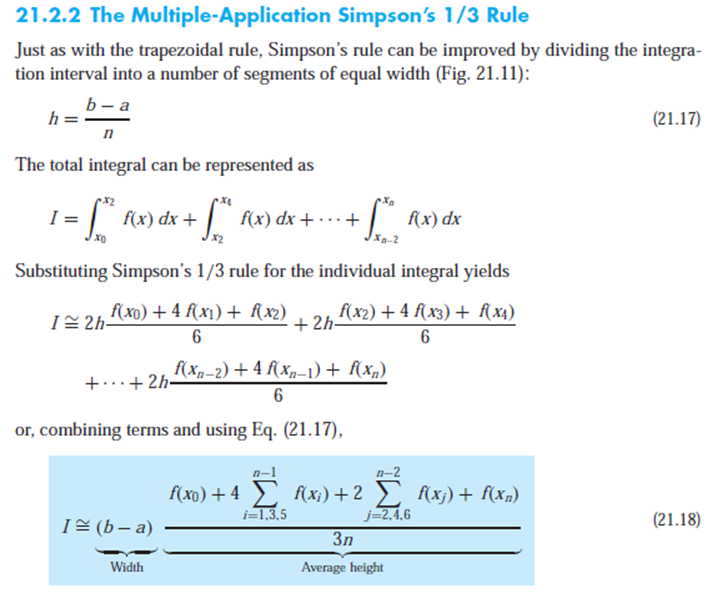 21.2.2 The Multiple-Application Simpson's 1/3 Rule
Just as with the trapezoidal rule, Simpson's rule can be improved by dividing the integra-
tion interval into a number of segments of equal width (Fig. 21.11):
h = (b − a)/n (21.17)
The total integral can be represented as
I = ∫_{x0}^{x2} f(x) dx + ∫_{x2}^{x4} f(x) dx + ··· + ∫_{xn−2}^{xn} f(x) dx
Substituting Simpson's 1/3 rule for the individual integral yields
I ≅ 2h (f(x0) + 4 f(x1) + f(x2))/6 + 2h (f(x2) + 4 f(x3) + f(x4))/6
+ ··· + 2h (f(xn−2) + 4 f(xn−1) + f(xn))/6
or, combining terms and using Eq. (21.17),
I ≅ (b − a) (f(x0) + 4 ∑_{i=1,3,5}^{n−1} f(xi) + 2 ∑_{j=2,4,6}^{n−2} f(xj) + f(xn))/3n (21.18)
Width Average height